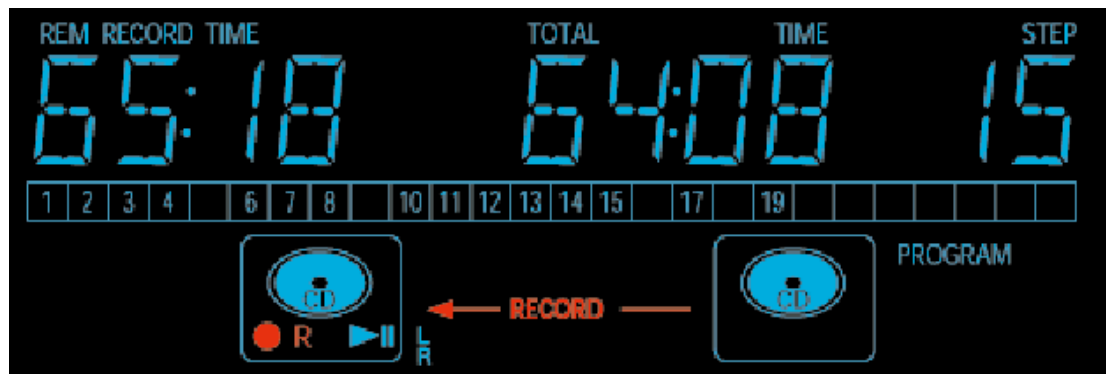 REM RECORD TIME TOTAL TIME STEP
65:18 64:08 15
1 2 3 4 6 7 8 10 11 12 13 14 15 17 19
PROGRAM
CD RECORD CD
R L
R